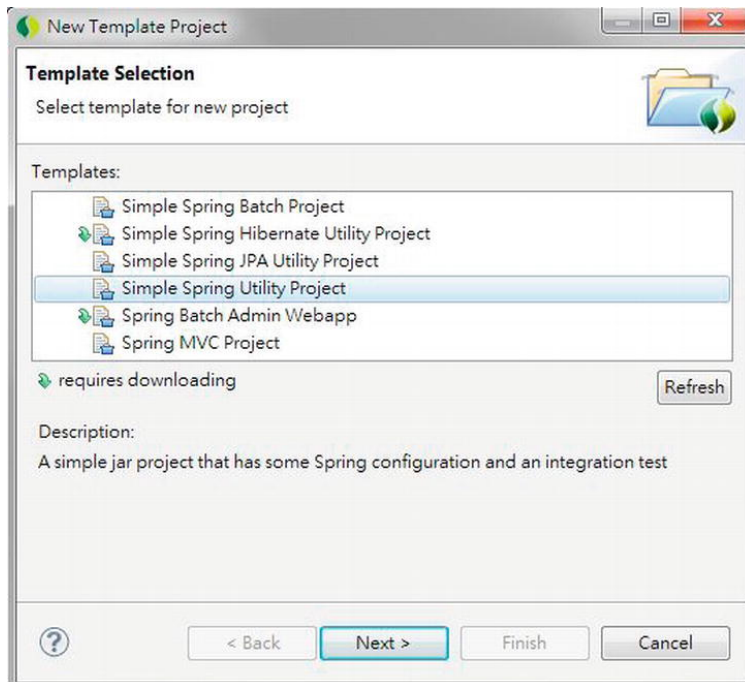 New Template Project
Template Selection
Select template for new project
Templates:
Simple Spring Batch Project
Simple Spring Hibernate Utility Project
Simple Spring JPA Utility Project
Simple Spring Utility Project
Spring Batch Admin Webapp
Spring MVC Project
requires downloading
Refresh
Description:
A simple jar project that has some Spring configuration and an integration test
? < Back Next > Finish Cancel